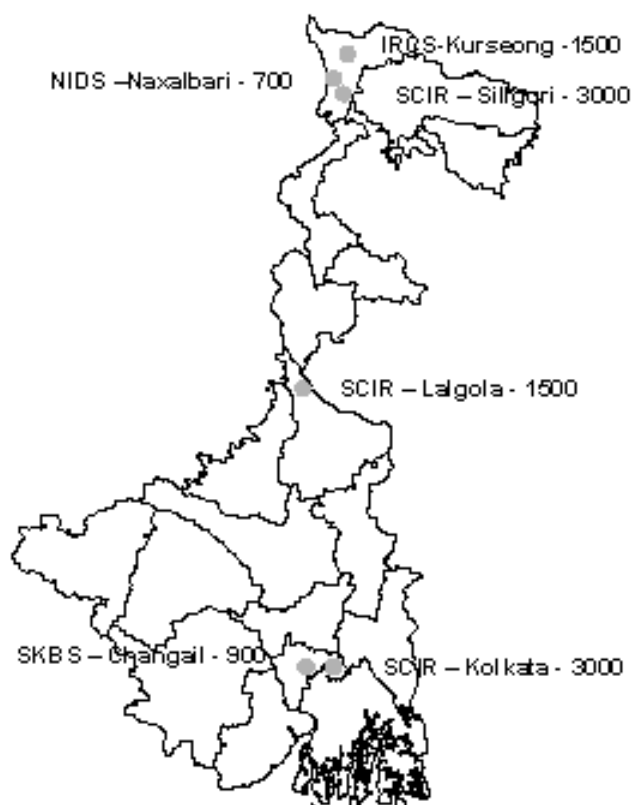 IRCS-Kurseong -1500
NIDS –Naxalbari - 700
SCIR – Siliguri - 3000
SCIR – Lalgola - 1500
SKBS – Changail - 900
SCIR – Kolkata - 3000